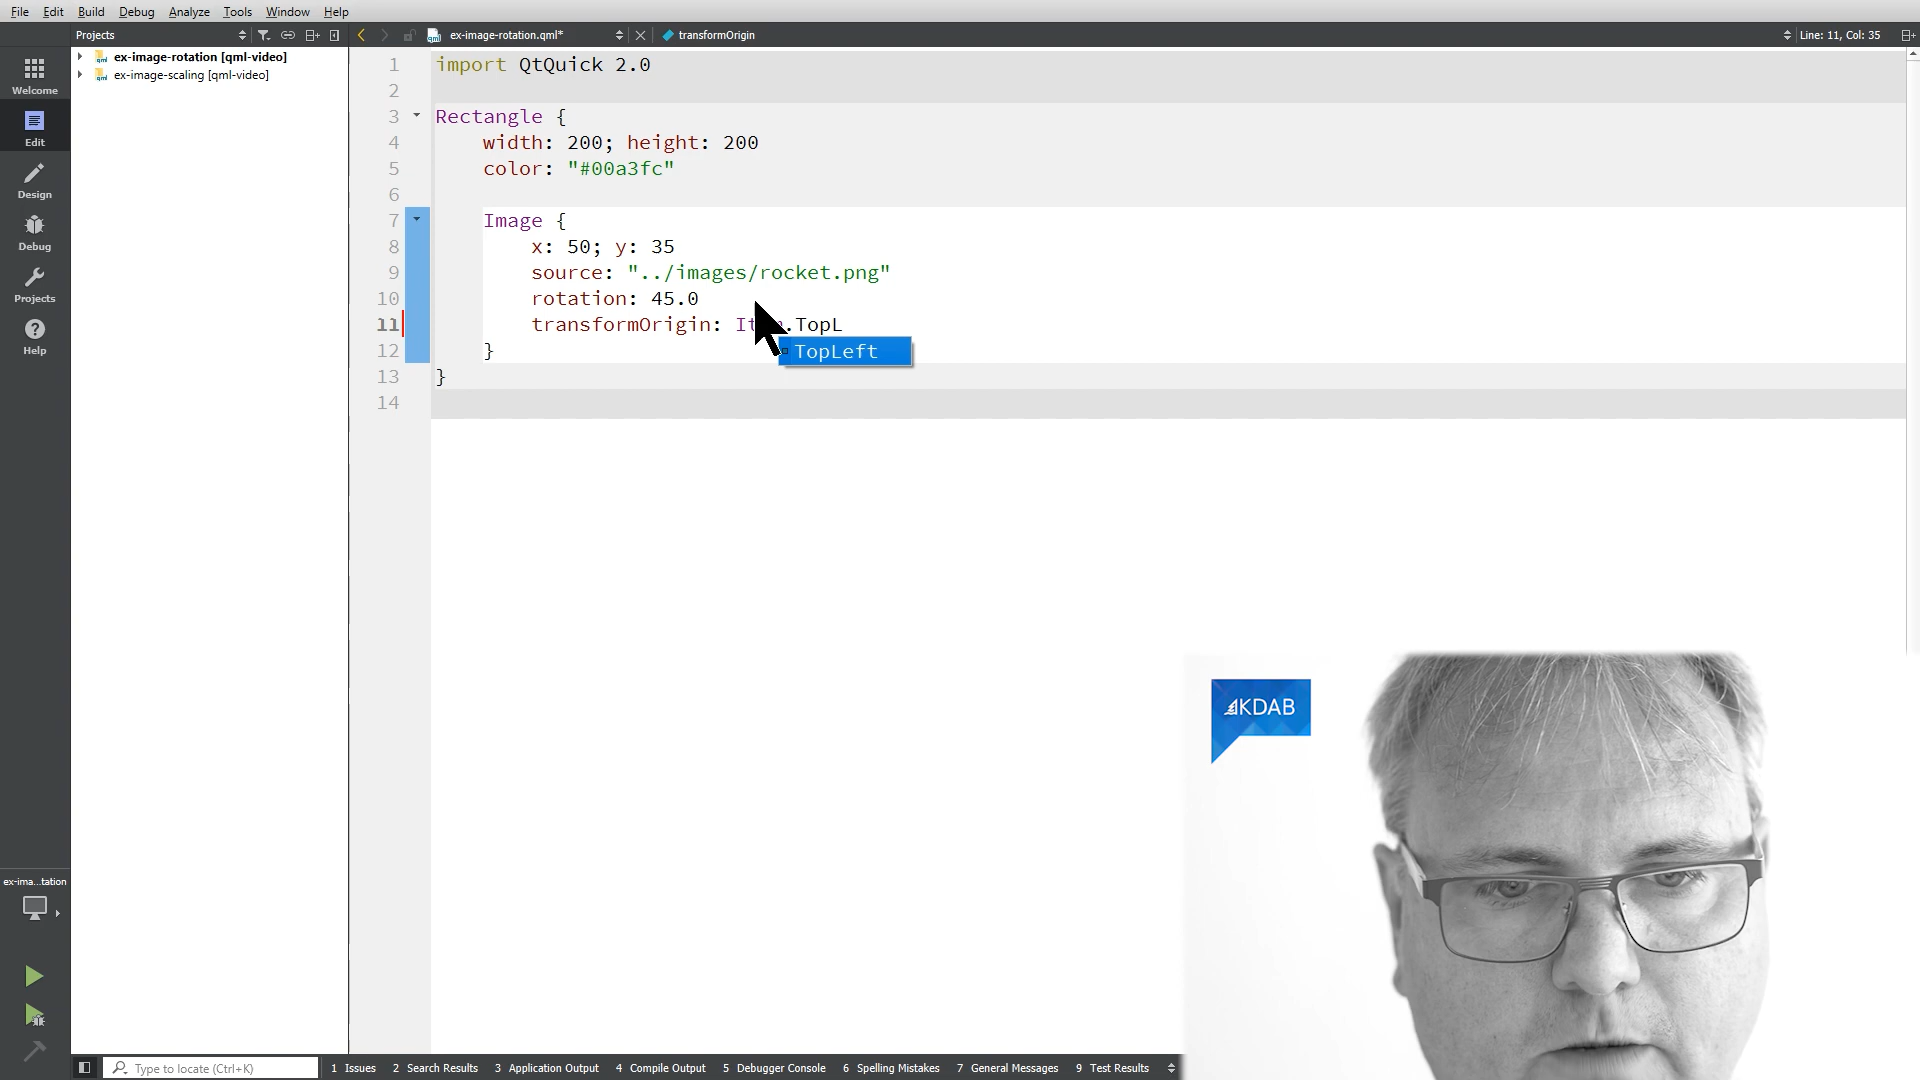 File Edit Build Debug Analyze Tools Window Help
Projects
ex-image-rotation.qml*
transformOrigin
Line: 11, Col: 35
Welcome
Edit
Design
Debug
Projects
Help
ex-image-rotation [qml-video]
ex-image-scaling [qml-video]
1 import QtQuick 2.0
2
3 Rectangle {
4 width: 200; height: 200
5 color: "#00a3fc"
6
7 Image {
8 x: 50; y: 35
9 source: "../images/rocket.png"
10 rotation: 45.0
11 transformOrigin: It .TopL
TopLeft
12 }
13 }
14
KDAB
ex-ima...tation
Type to locate (Ctrl+K)
1 Issues 2 Search Results 3 Application Output 4 Compile Output 5 Debugger Console 6 Spelling Mistakes 7 General Messages 9 Test Results